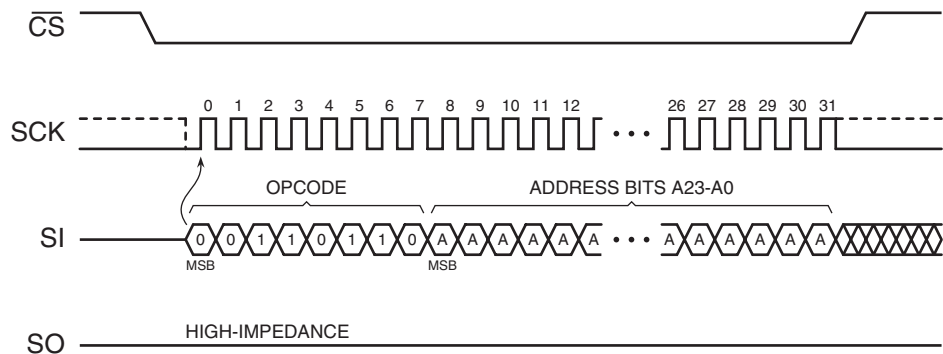 CS
0 1 2 3 4 5 6 7 8 9 10 11 12 26 27 28 29 30 31
SCK
OPCODE ADDRESS BITS A23-A0
SI 0 0 1 1 0 1 1 0 A A A A A A A A A A A A
MSB MSB
HIGH-IMPEDANCE
SO